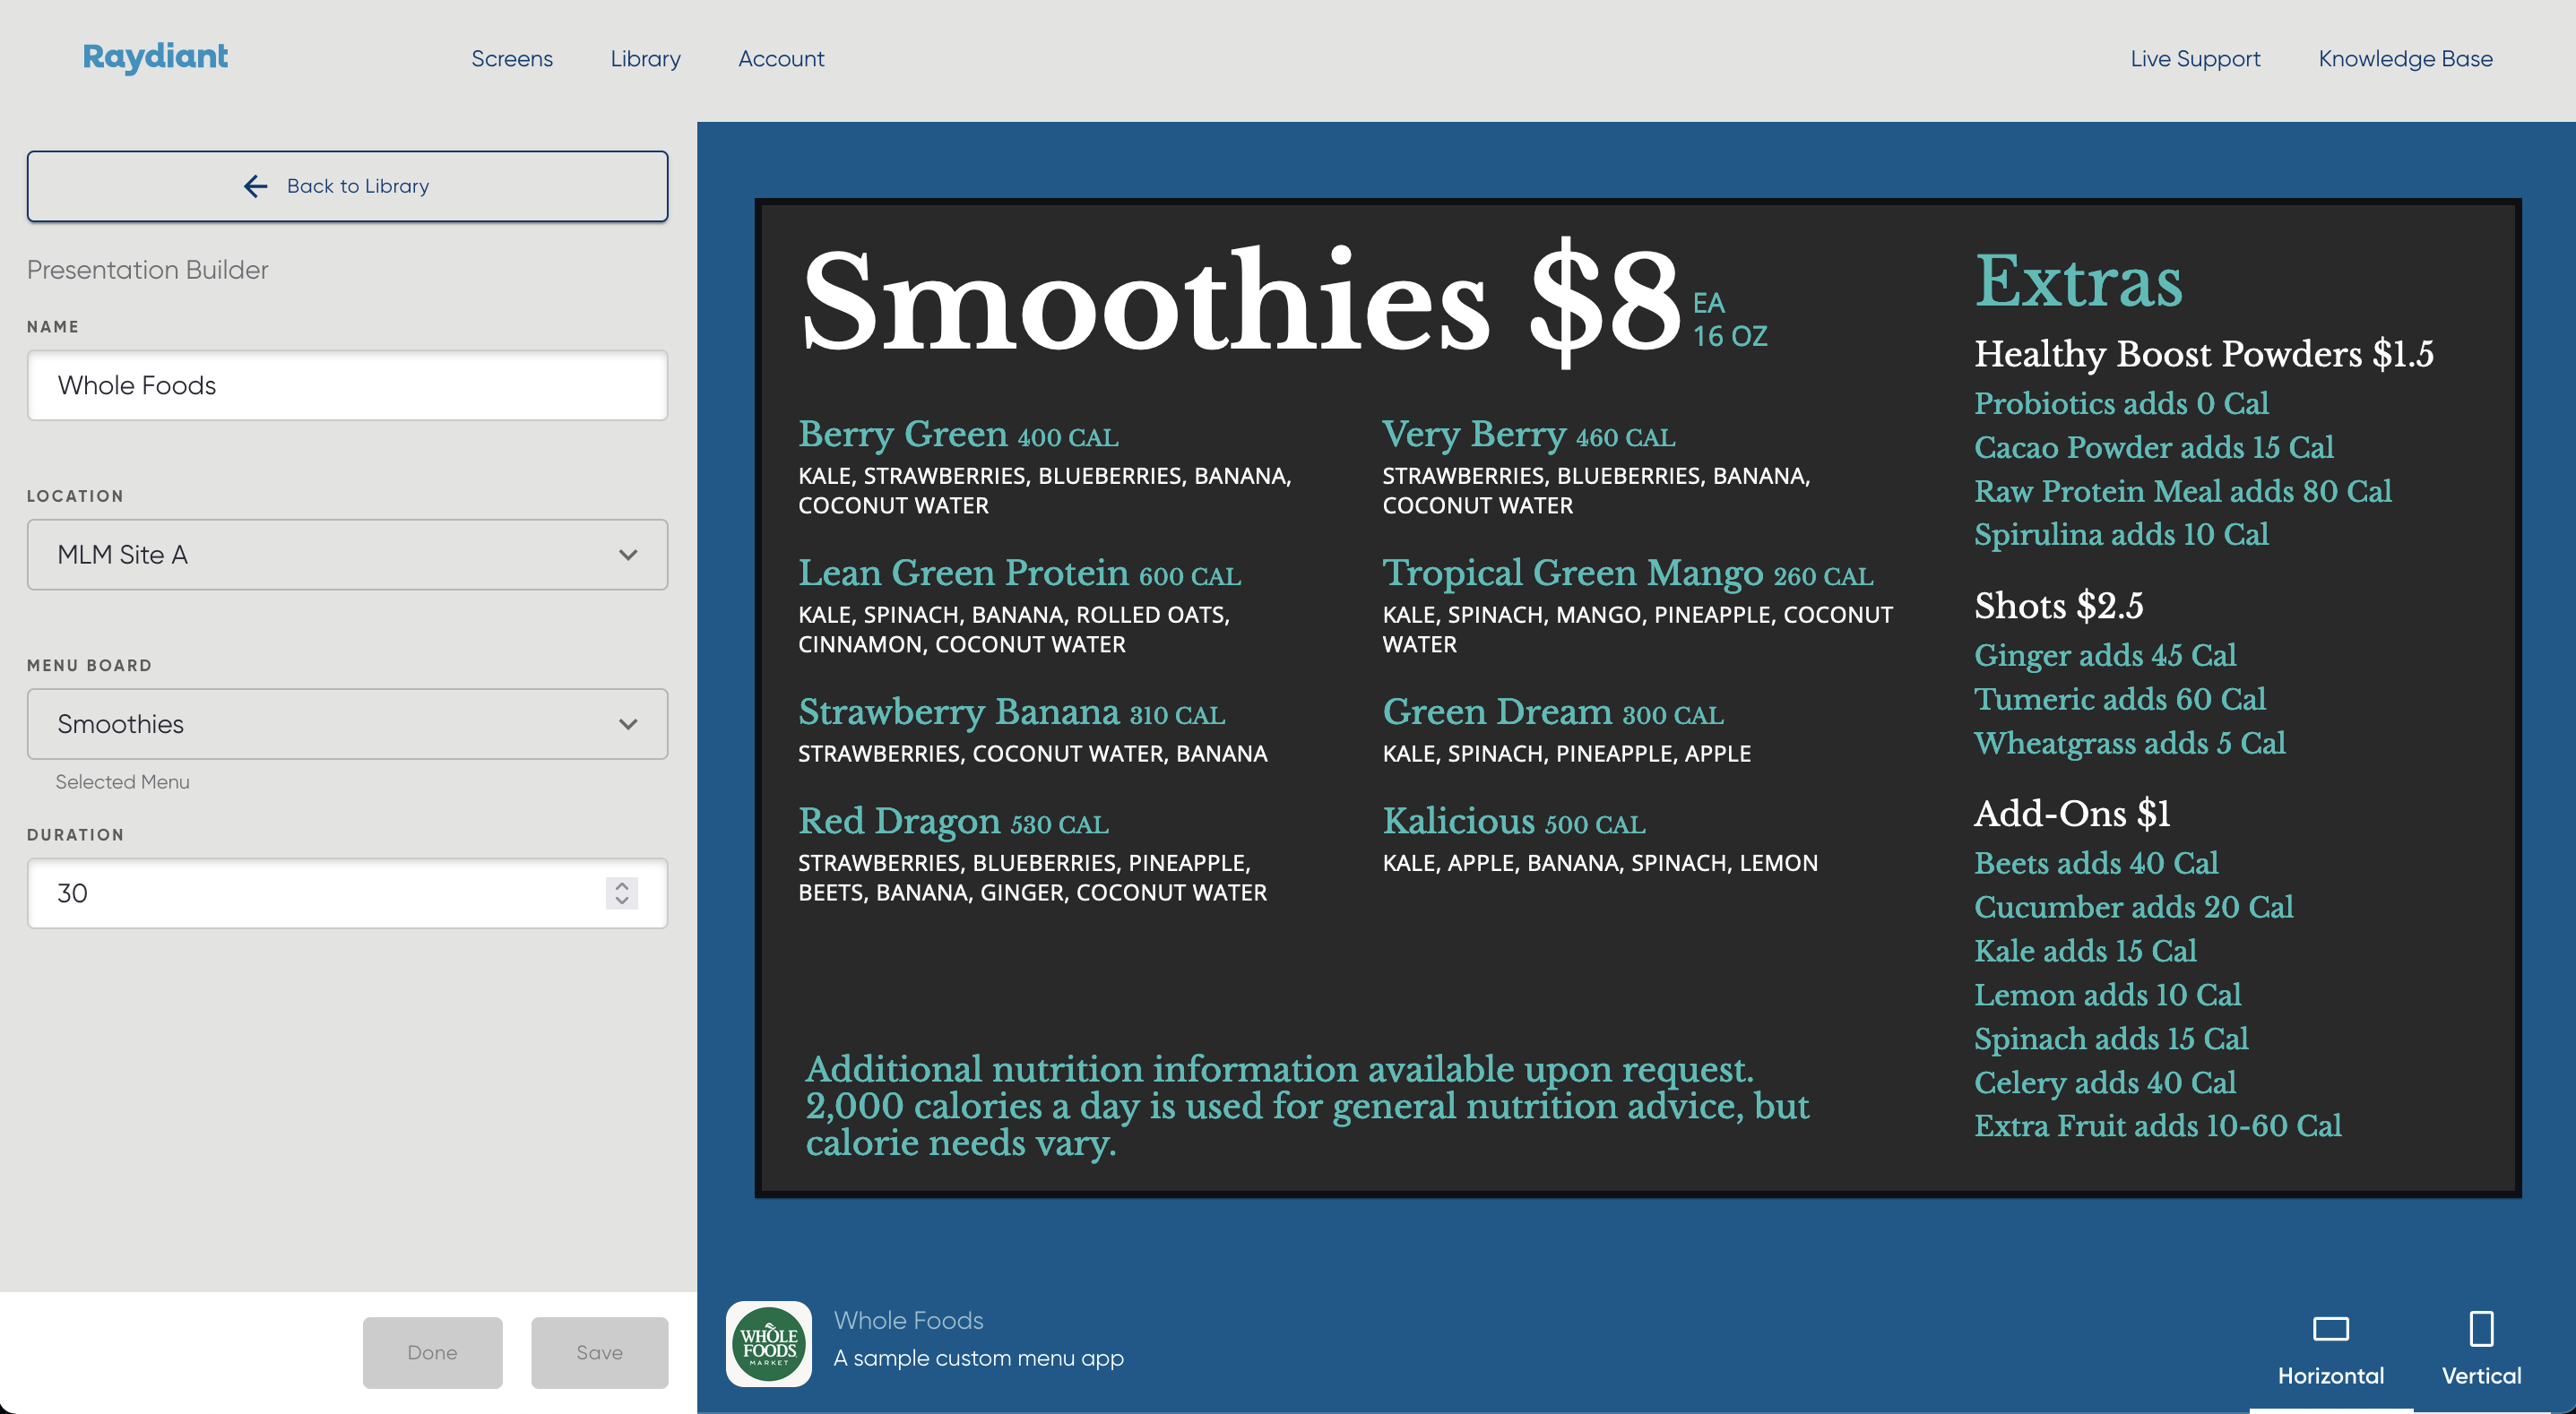 Raydiant
Screens
Library
Account
Live Support
Knowledge Base
Back to Library
Presentation Builder
NAME
Whole Foods
LOCATION
MLM Site A
MENU BOARD
Smoothies
Selected Menu
DURATION
30
Done
Save
Smoothies $8
EA
16 OZ
Berry Green 400 CAL
KALE, STRAWBERRIES, BLUEBERRIES, BANANA,
COCONUT WATER
Lean Green Protein 600 CAL
KALE, SPINACH, BANANA, ROLLED OATS,
CINNAMON, COCONUT WATER
Strawberry Banana 310 CAL
STRAWBERRIES, COCONUT WATER, BANANA
Red Dragon 530 CAL
STRAWBERRIES, BLUEBERRIES, PINEAPPLE,
BEETS, BANANA, GINGER, COCONUT WATER
Very Berry 460 CAL
STRAWBERRIES, BLUEBERRIES, BANANA,
COCONUT WATER
Tropical Green Mango 260 CAL
KALE, SPINACH, MANGO, PINEAPPLE, COCONUT
WATER
Green Dream 300 CAL
KALE, SPINACH, PINEAPPLE, APPLE
Kalicious 500 CAL
KALE, APPLE, BANANA, SPINACH, LEMON
Additional nutrition information available upon request.
2,000 calories a day is used for general nutrition advice, but
calorie needs vary.
Extras
Healthy Boost Powders $1.5
Probiotics adds 0 Cal
Cacao Powder adds 15 Cal
Raw Protein Meal adds 80 Cal
Spirulina adds 10 Cal
Shots $2.5
Ginger adds 45 Cal
Tumeric adds 60 Cal
Wheatgrass adds 5 Cal
Add-Ons $1
Beets adds 40 Cal
Cucumber adds 20 Cal
Kale adds 15 Cal
Lemon adds 10 Cal
Spinach adds 15 Cal
Celery adds 40 Cal
Extra Fruit adds 10-60 Cal
WHOLE
FOODS
MARKET
Whole Foods
A sample custom menu app
Horizontal
Vertical